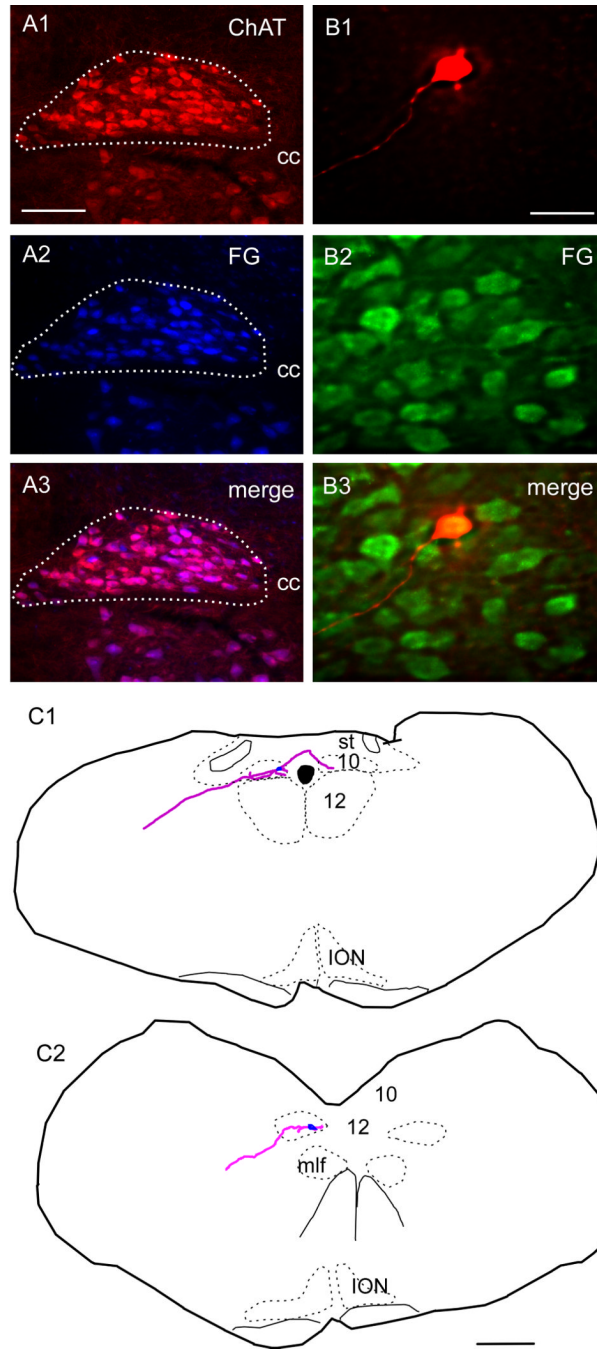 A1 ChAT
cc
B1
A2 FG
cc
B2 FG
A3 merge
cc
B3 merge
C1
st
10
12
ION
C2
10
12
mlf
ION